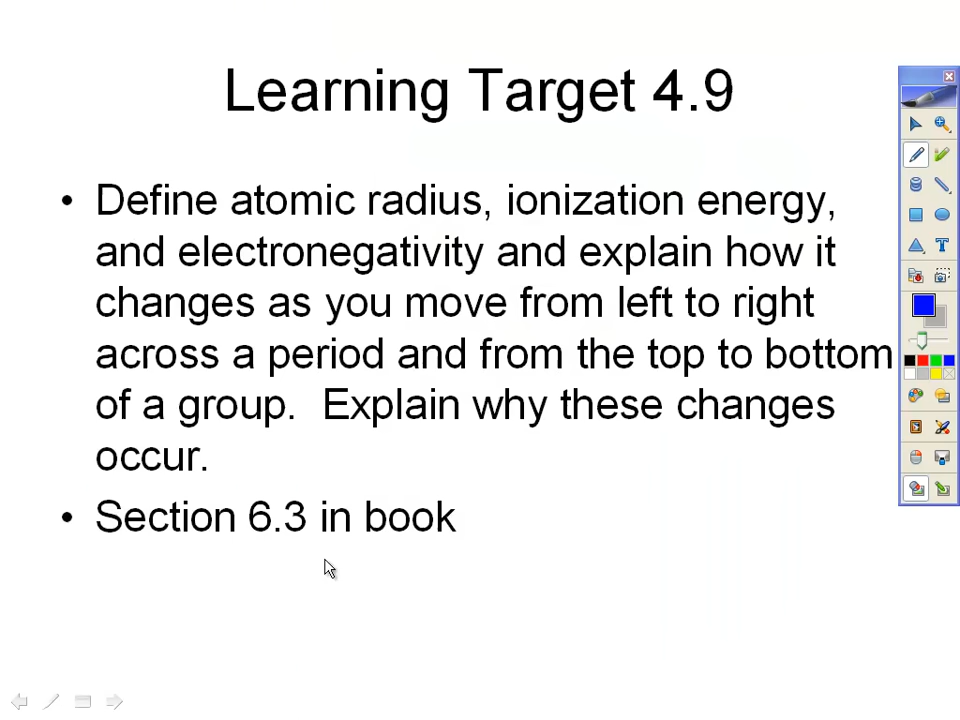 Learning Target 4.9
• Define atomic radius, ionization energy,
and electronegativity and explain how it
changes as you move from left to right
across a period and from the top to bottom
of a group.  Explain why these changes
occur.
• Section 6.3 in book